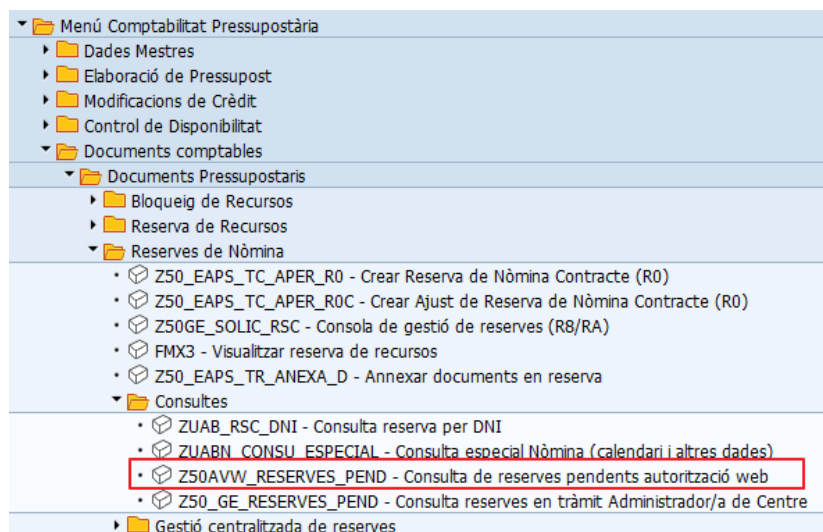 Menú Comptabilitat Pressupostària
Dades Mestres
Elaboració de Pressupost
Modificacions de Crèdit
Control de Disponibilitat
Documents comptables
Documents Pressupostaris
Bloqueig de Recursos
Reserva de Recursos
Reserves de Nòmina
Z50_EAPS_TC_APER_R0 - Crear Reserva de Nòmina Contracte (R0)
Z50_EAPS_TC_APER_R0C - Crear Ajust de Reserva de Nòmina Contracte (R0)
Z50GE_SOLIC_RSC - Consola de gestió de reserves (R8/RA)
FMX3 - Visualitzar reserva de recursos
Z50_EAPS_TR_ANEXA_D - Annexar documents en reserva
Consultes
ZUAB_RSC_DNI - Consulta reserva per DNI
ZUABN_CONSU_ESPECIAL - Consulta especial Nòmina (calendari i altres dades)
Z50AVW_RESERVES_PEND - Consulta de reserves pendents autorització web
Z50_GE_RESERVES_PEND - Consulta reserves en tràmit Administrador/a de Centre
Gestió centralitzada de reserves